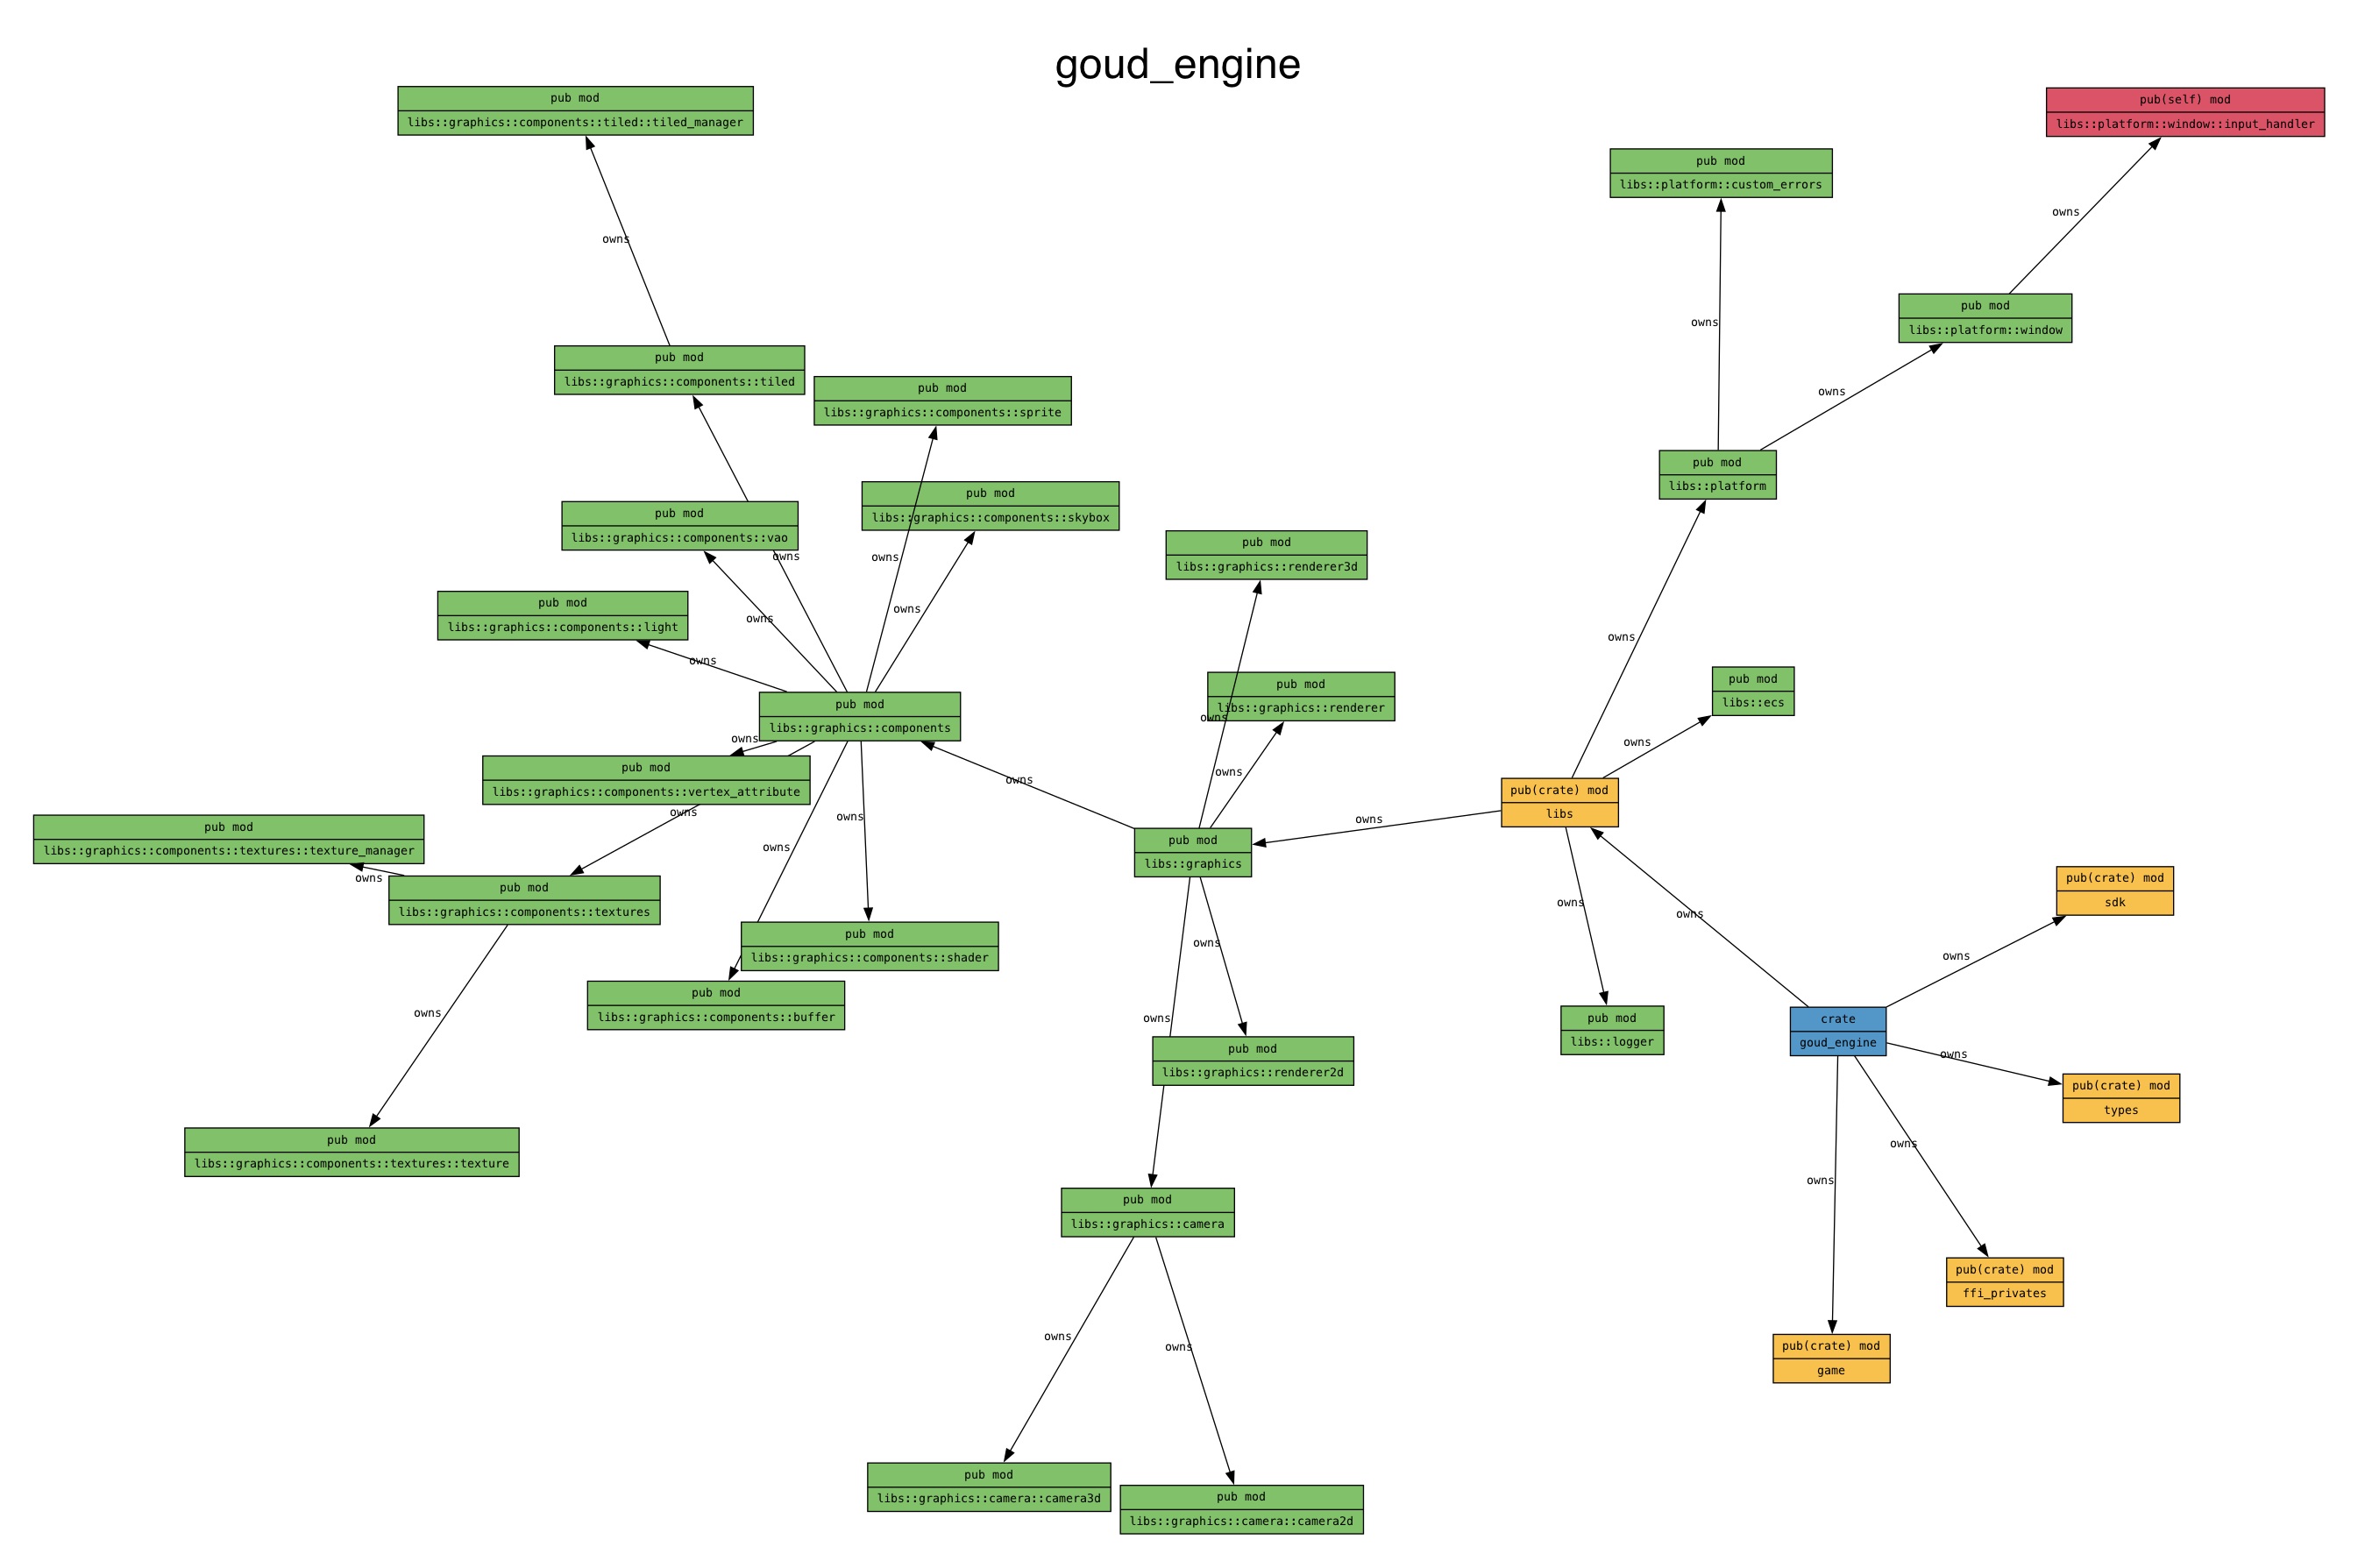 goud_engine
pub mod
libs::graphics::components::tiled::tiled_manager
pub(self) mod
libs::platform::window::input_handler
pub mod
libs::platform::custom_errors
owns
owns
pub mod
libs::platform::window
owns
pub mod
libs::graphics::components::tiled
pub mod
libs::graphics::components::sprite
owns
pub mod
libs::platform
pub mod
libs::graphics::components::skybox
pub mod
libs::graphics::components::vao
pub mod
libs::graphics::renderer3d
owns
owns
pub mod
libs::graphics::components::light
owns
owns
owns
owns
pub mod
libs::ecs
pub mod
libs::graphics::renderer
owns
pub mod
libs::graphics::components
owns
owns
pub mod
libs::graphics::components::vertex_attribute
owns
owns
pub(crate) mod
libs
owns
owns
owns
pub mod
libs::graphics::components::textures::texture_manager
pub mod
libs::graphics
owns
owns
pub mod
libs::graphics::components::textures
pub(crate) mod
sdk
owns
owns
pub mod
libs::graphics::components::shader
owns
owns
pub mod
libs::graphics::components::buffer
owns
owns
pub mod
libs::logger
crate
goud_engine
pub mod
libs::graphics::renderer2d
owns
pub(crate) mod
types
pub mod
libs::graphics::components::textures::texture
owns
owns
pub mod
libs::graphics::camera
pub(crate) mod
ffi_privates
owns
owns
pub(crate) mod
game
pub mod
libs::graphics::camera::camera3d
pub mod
libs::graphics::camera::camera2d